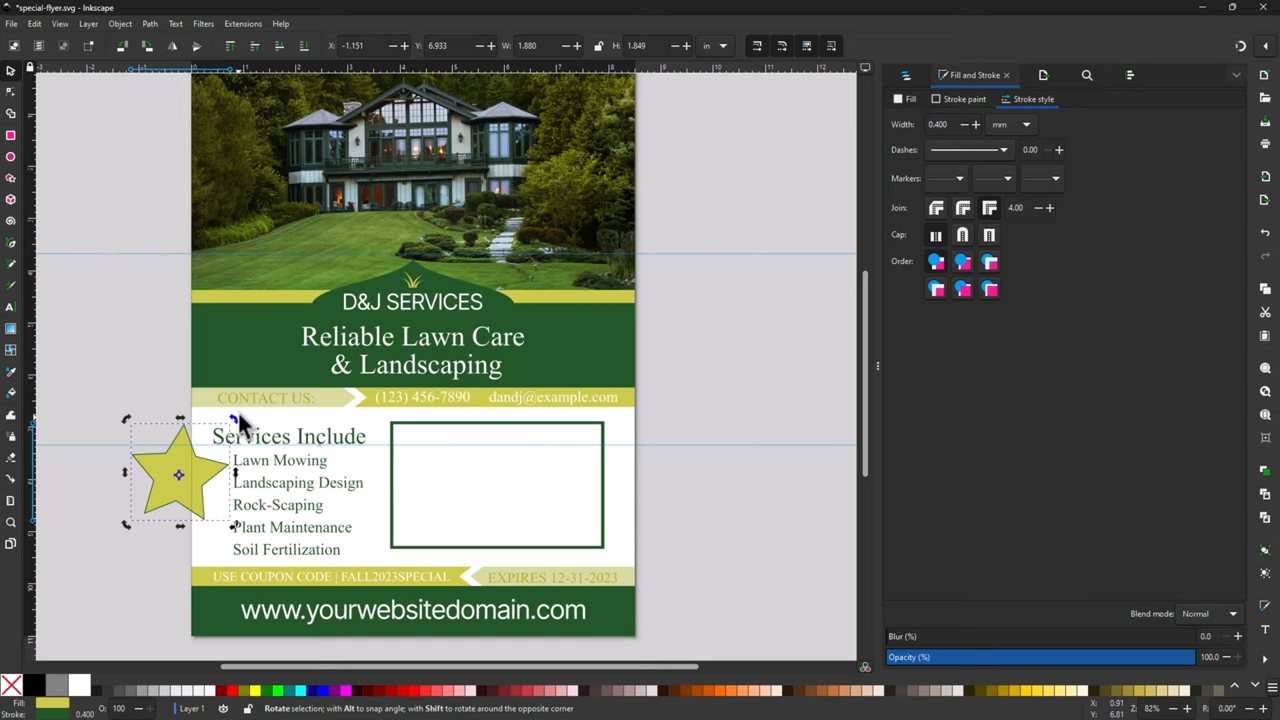 *special-flyer.svg - Inkscape
File Edit View Layer Object Path Text Filters Extensions Help
X: -1.151 Y: 6.933 W: 1.880 H: 1.849 in
Fill and Stroke
Fill Stroke paint Stroke style
Width: 0.400 mm
Dashes: 0.00
Markers:
Join: 4.00
Cap:
Order:
D&J SERVICES
Reliable Lawn Care
& Landscaping
CONTACT US: (123) 456-7890 dandj@example.com
Services Include
Lawn Mowing
Landscaping Design
Rock-Scaping
Plant Maintenance
Soil Fertilization
USE COUPON CODE | FALL2023SPECIAL EXPIRES 12-31-2023
www.yourwebsitedomain.com
Blend mode: Normal
Blur (%) 0.0
Opacity (%) 100.0
Fill:
Stroke: 0.400
O: 100 Layer 1 Rotate selection; with Alt to snap angle; with Shift to rotate around the opposite corner
X: 0.91
Y: 6.81
Z: 82% R: 0.00°